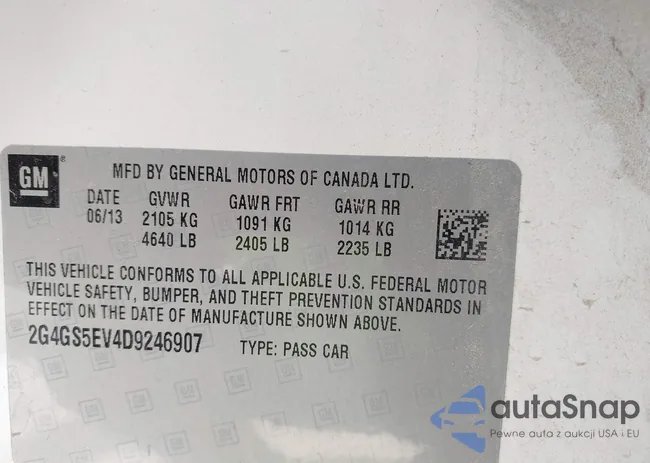 GM ®
MFD BY GENERAL MOTORS OF CANADA LTD.
DATE GVWR GAWR FRT GAWR RR
06/13 2105 KG 1091 KG 1014 KG
4640 LB 2405 LB 2235 LB
THIS VEHICLE CONFORMS TO ALL APPLICABLE U.S. FEDERAL MOTOR
VEHICLE SAFETY, BUMPER, AND THEFT PREVENTION STANDARDS IN
EFFECT ON THE DATE OF MANUFACTURE SHOWN ABOVE.
2G4GS5EV4D9246907 TYPE: PASS CAR
autaSnap
Pewne auta z aukcji USA i EU